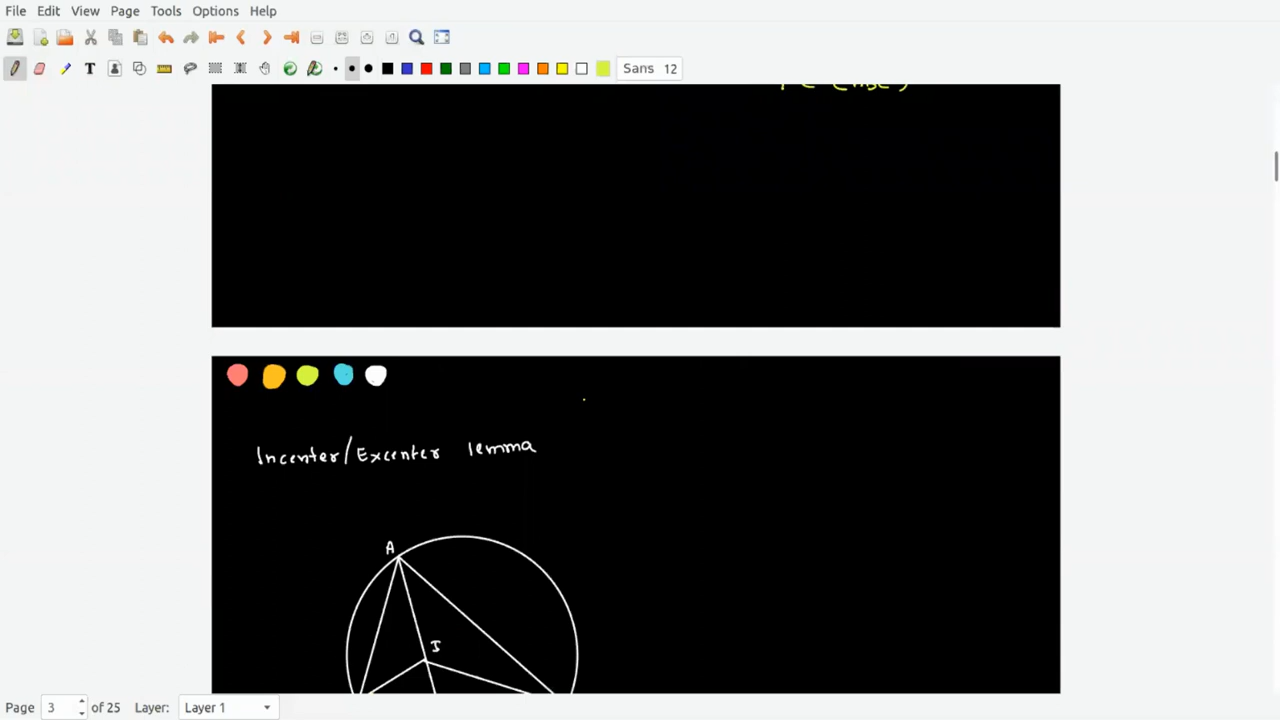 File Edit View Page Tools Options Help
Sans 12
Incenter/Excenter lemma
A
I
Page 3 of 25 Layer: Layer 1